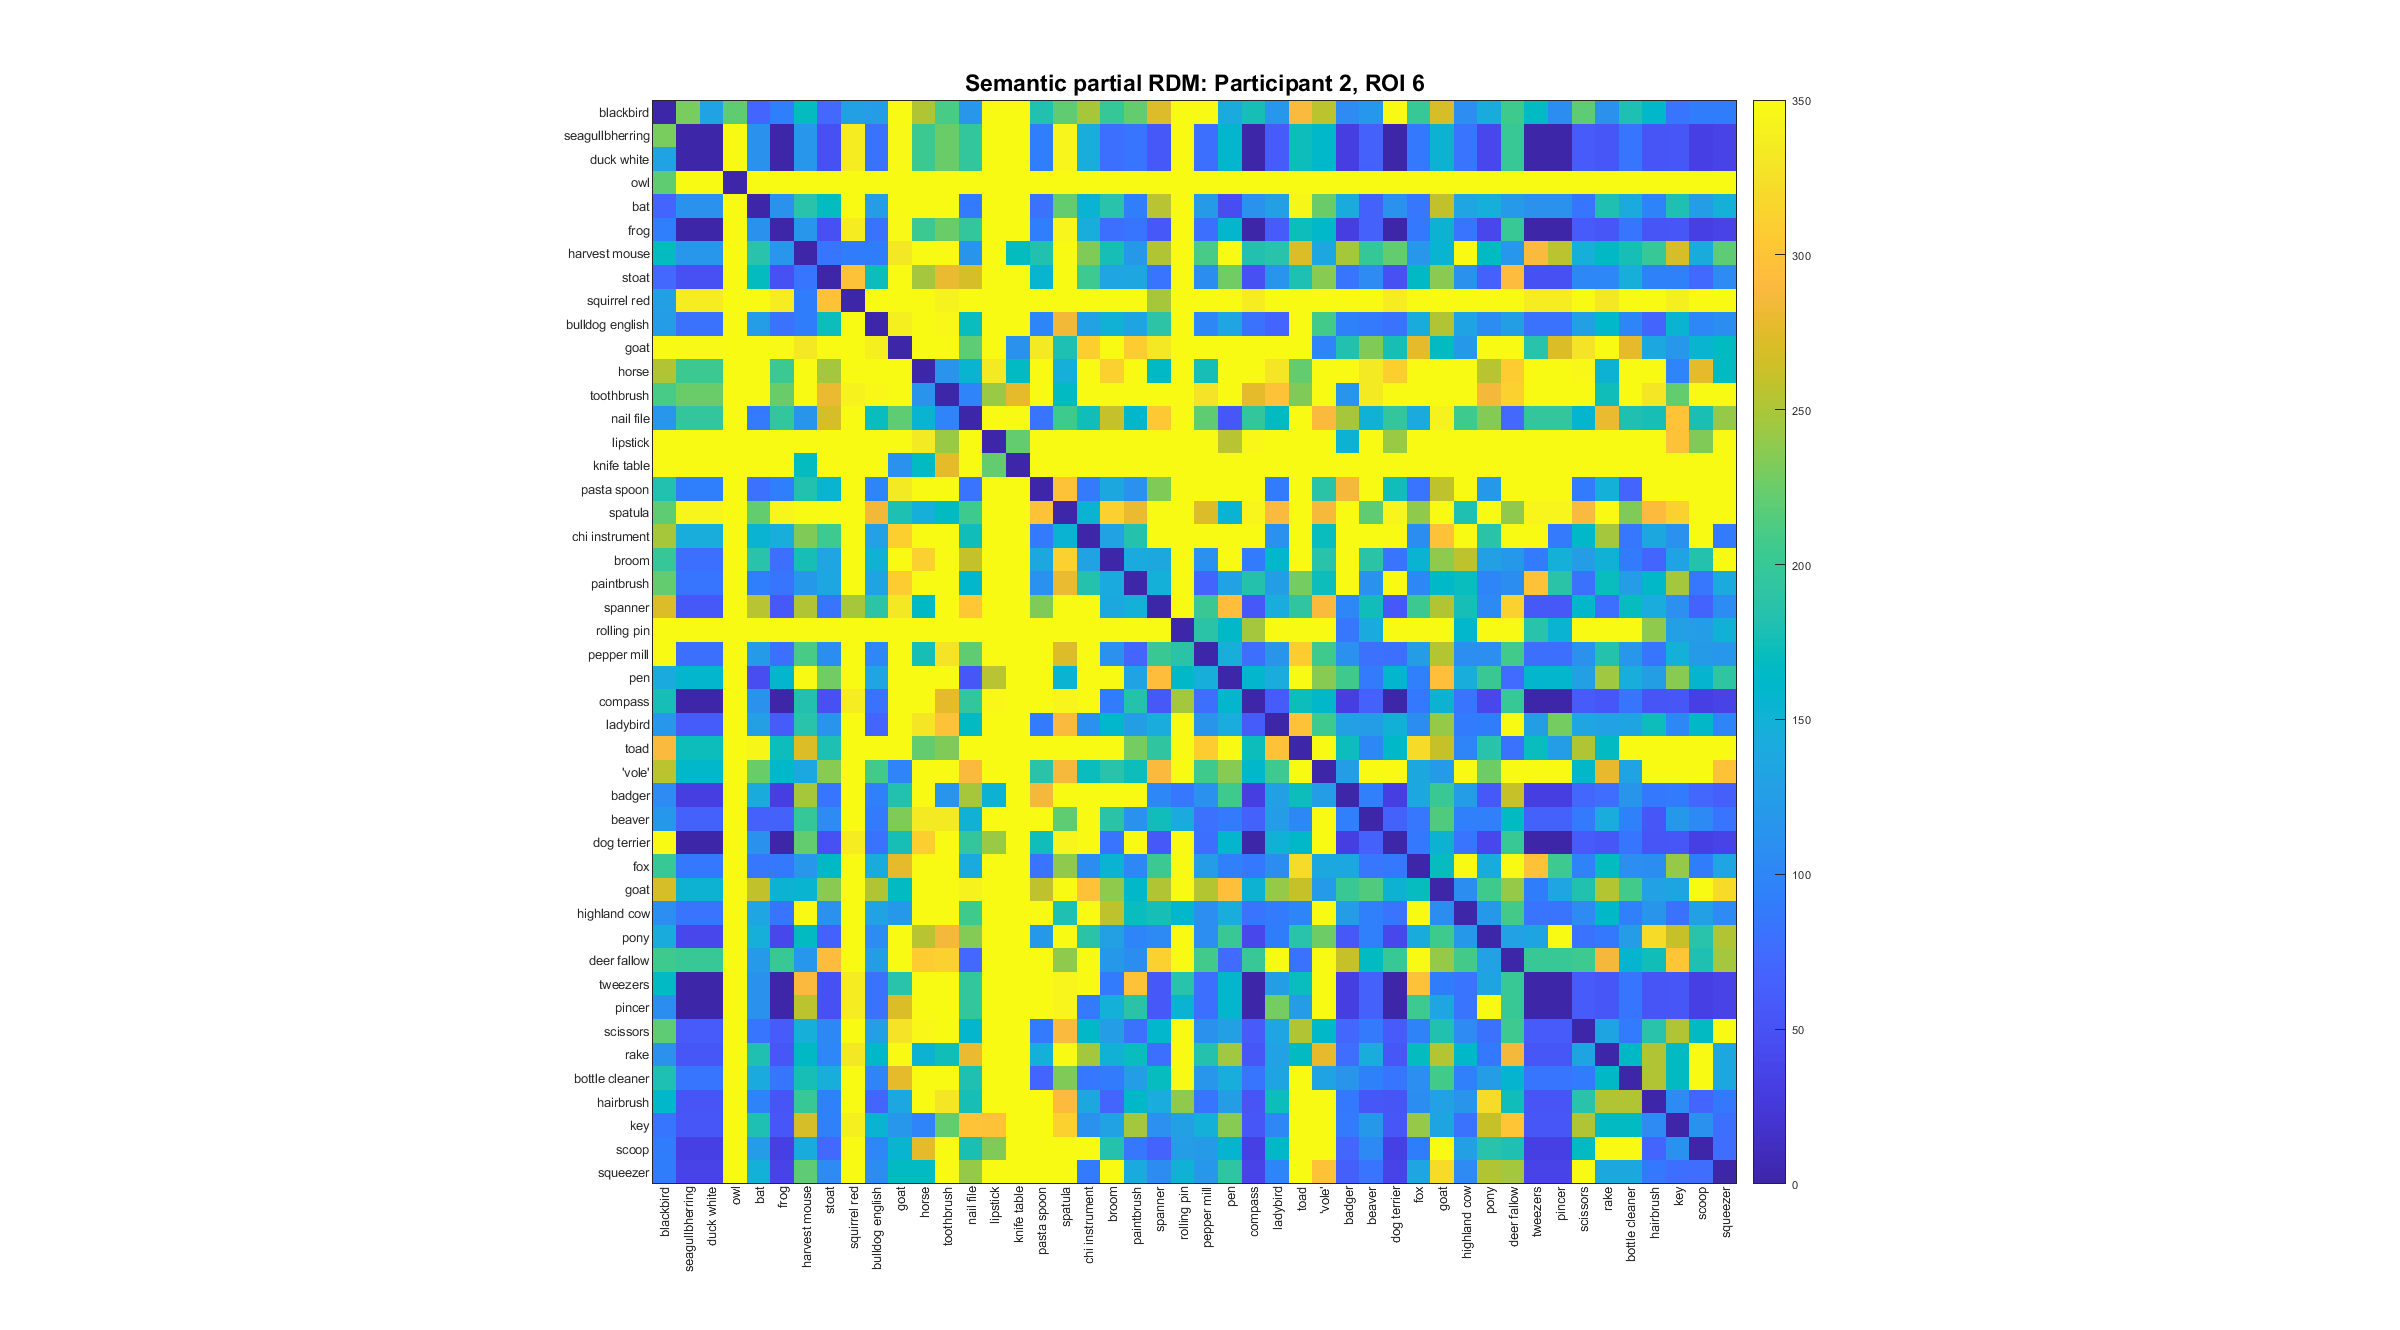 Semantic partial RDM: Participant 2, ROI 6
blackbird
seagullbherring
duck white
owl
bat
frog
harvest mouse
stoat
squirrel red
bulldog english
goat
horse
toothbrush
nail file
lipstick
knife table
pasta spoon
spatula
chi instrument
broom
paintbrush
spanner
rolling pin
pepper mill
pen
compass
ladybird
toad
'vole'
badger
beaver
dog terrier
fox
goat
highland cow
pony
deer fallow
tweezers
pincer
scissors
rake
bottle cleaner
hairbrush
key
scoop
squeezer
350
300
250
200
150
100
50
0
blackbird
seagullbherring
duck white
owl
bat
frog
harvest mouse
stoat
squirrel red
bulldog english
goat
horse
toothbrush
nail file
lipstick
knife table
pasta spoon
spatula
chi instrument
broom
paintbrush
spanner
rolling pin
pepper mill
pen
compass
ladybird
toad
'vole'
badger
beaver
dog terrier
fox
goat
highland cow
pony
deer fallow
tweezers
pincer
scissors
rake
bottle cleaner
hairbrush
key
scoop
squeezer